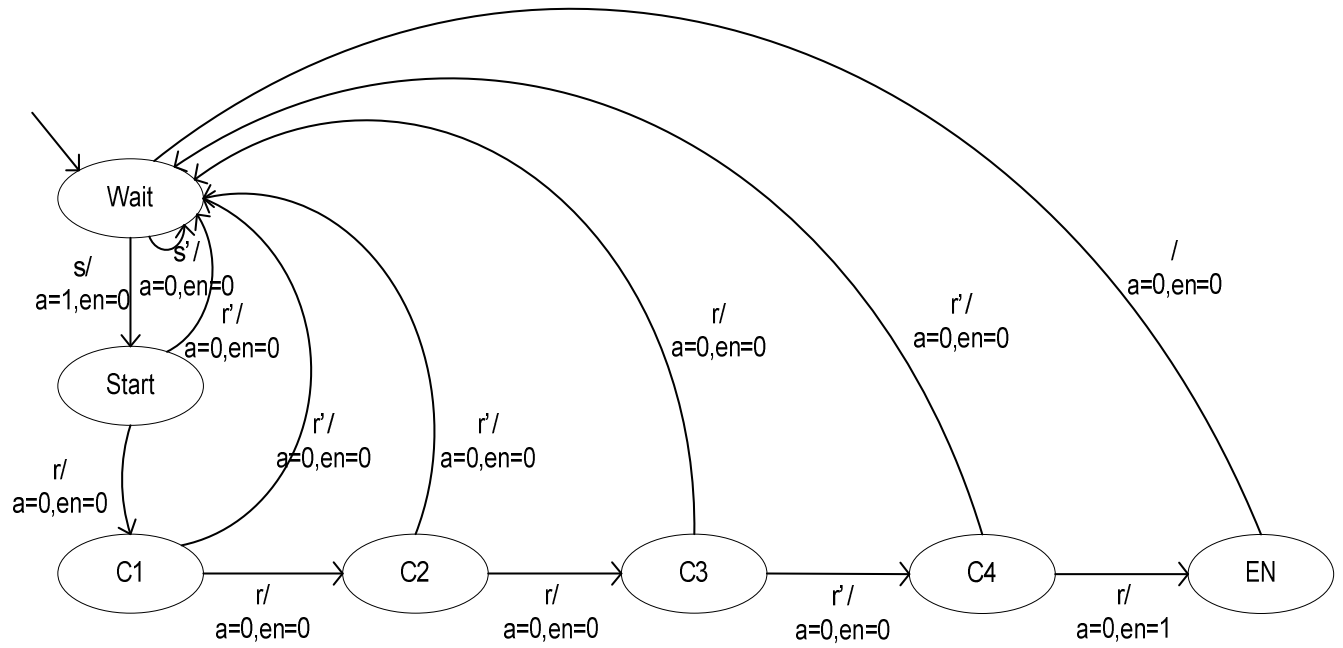 Wait
s/
a=1,en=0
s'/
a=0,en=0
r'/
a=0,en=0
Start
r/
a=0,en=0
r'/
a=0,en=0
r'/
a=0,en=0
r/
a=0,en=0
r'/
a=0,en=0
/
a=0,en=0
C1
r/
a=0,en=0
C2
r/
a=0,en=0
C3
r'/
a=0,en=0
C4
r/
a=0,en=1
EN